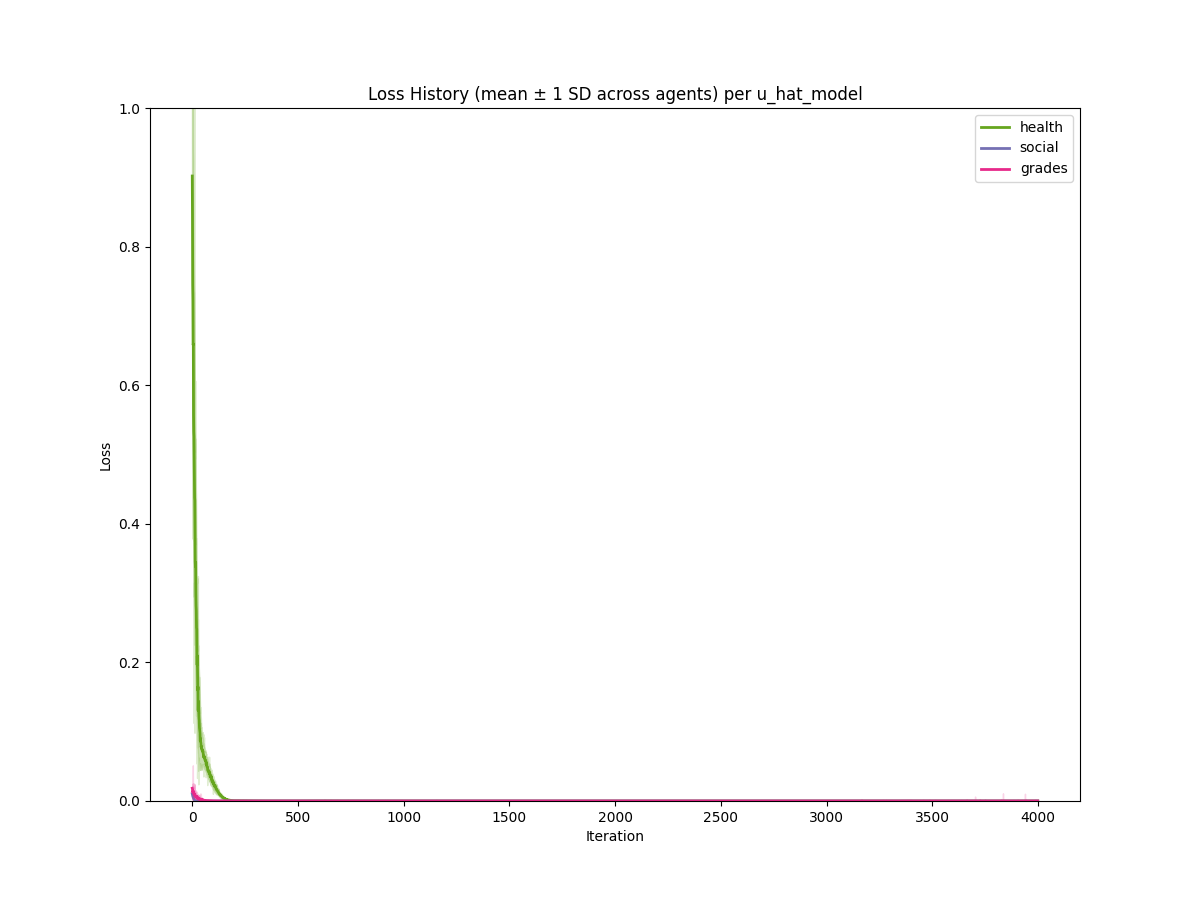 Loss History (mean ± 1 SD across agents) per u_hat_model
health
social
grades
1.0
0.8
0.6
0.4
0.2
0.0
Loss
0 500 1000 1500 2000 2500 3000 3500 4000
Iteration